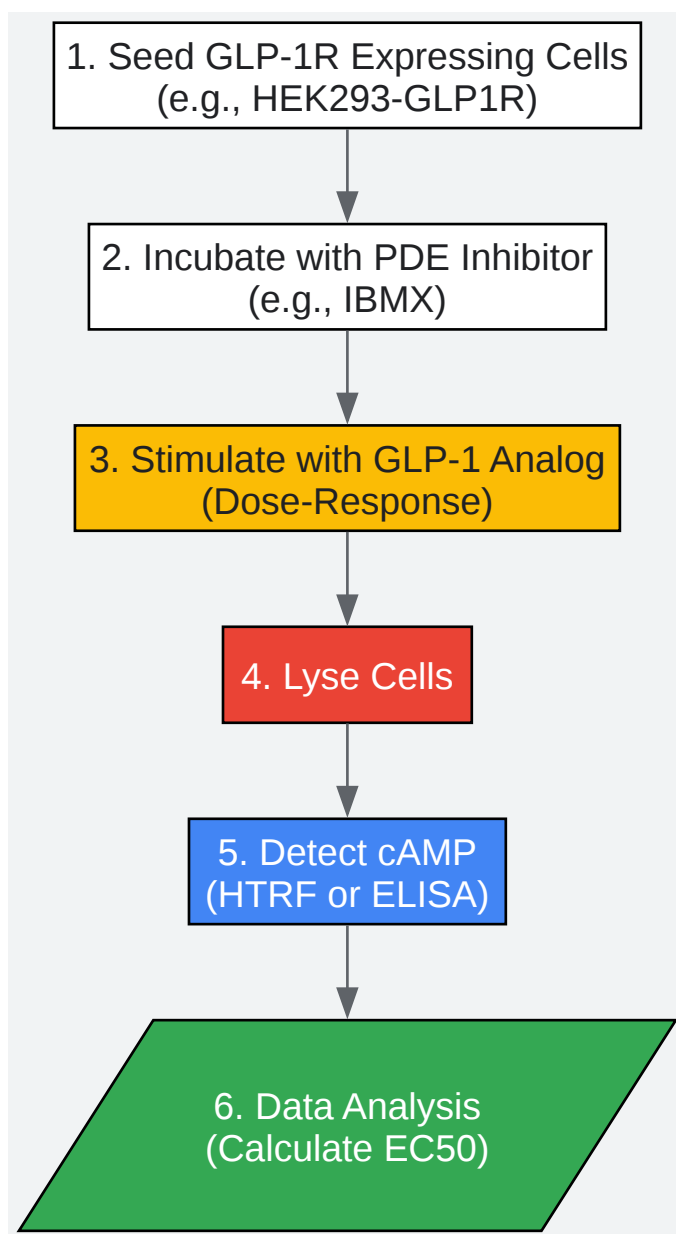 1. Seed GLP-1R Expressing Cells
(e.g., HEK293-GLP1R)
2. Incubate with PDE Inhibitor
(e.g., IBMX)
3. Stimulate with GLP-1 Analog
(Dose-Response)
4. Lyse Cells
5. Detect cAMP
(HTRF or ELISA)
6. Data Analysis
(Calculate EC50)